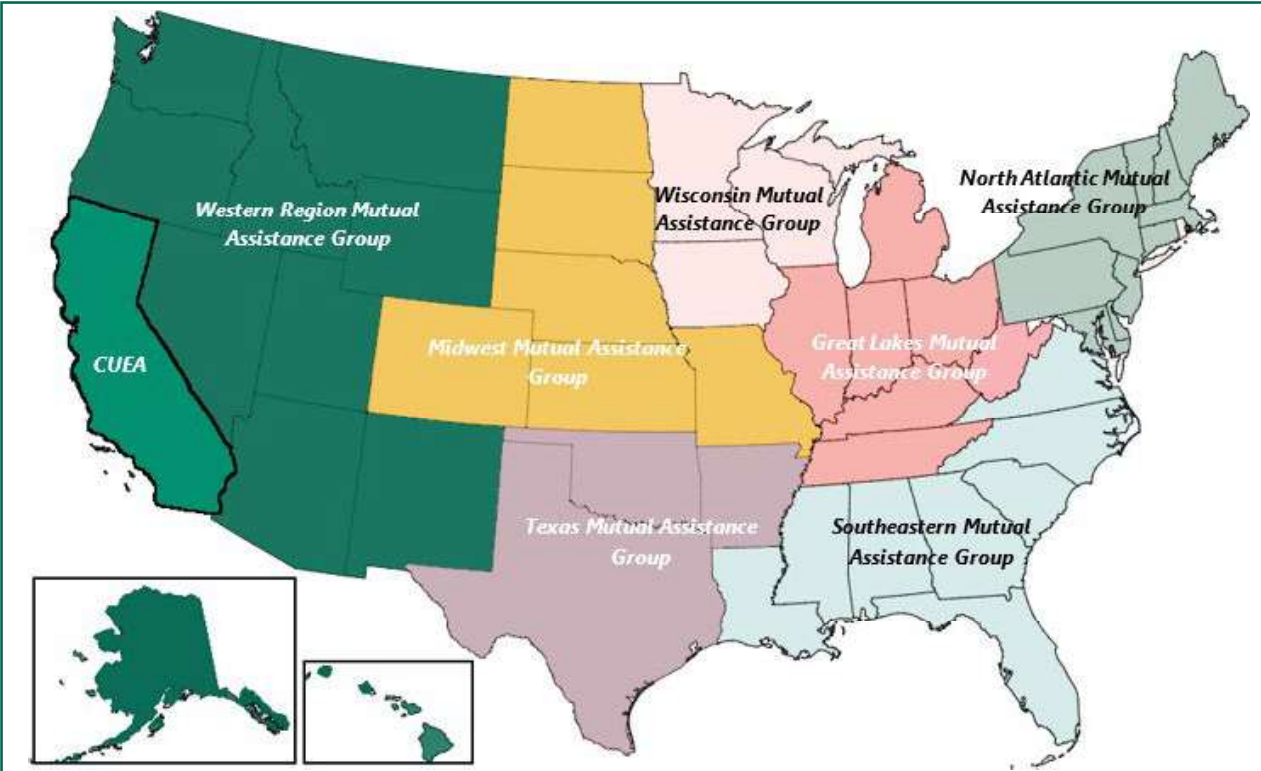 Western Region Mutual
Assistance Group
CUEA
Midwest Mutual Assistance
Group
Wisconsin Mutual
Assistance Group
North Atlantic Mutual
Assistance Group
Great Lakes Mutual
Assistance Group
Texas Mutual Assistance
Group
Southeastern Mutual
Assistance Group